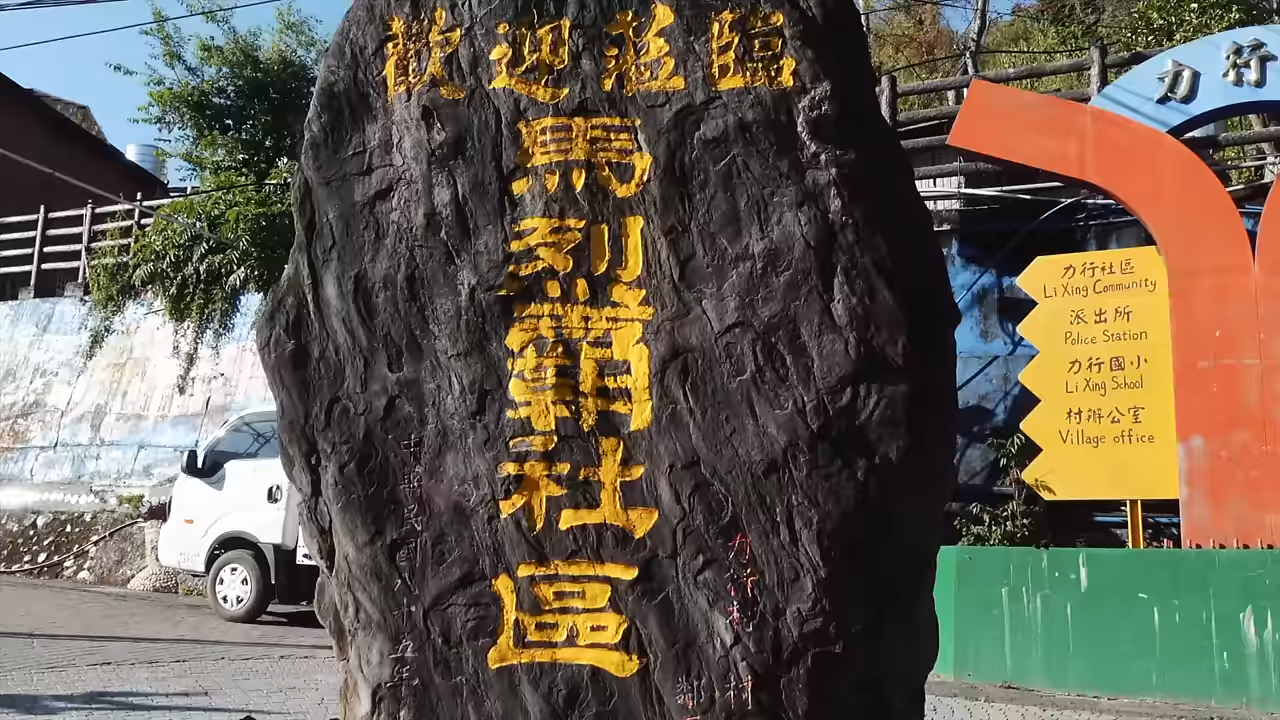 歡迎蒞臨
馬烈霸社區
力行
力行社區
Li Xing Community
派出所
Police Station
力行國小
Li Xing School
村辦公室
Village office